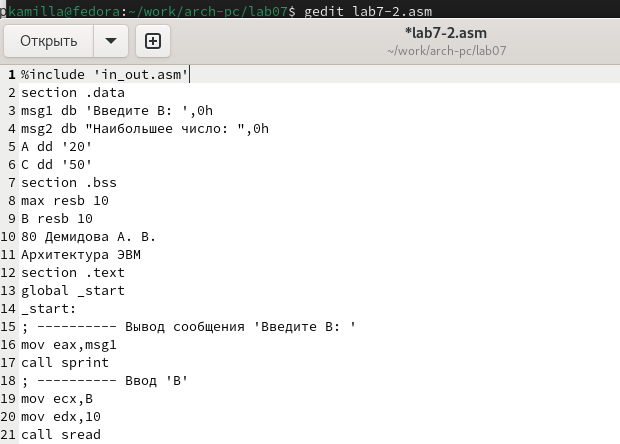 kamilla@fedora:~/work/arch-pc/lab07$ gedit lab7-2.asm
Открыть
*lab7-2.asm
~/work/arch-pc/lab07
1 %include 'in_out.asm'
2 section .data
3 msg1 db 'Введите B: ',0h
4 msg2 db "Наибольшее число: ",0h
5 A dd '20'
6 C dd '50'
7 section .bss
8 max resb 10
9 B resb 10
10 80 Демидова А. В.
11 Архитектура ЭВМ
12 section .text
13 global _start
14 _start:
15 ; ---------- Вывод сообщения 'Введите B: '
16 mov eax,msg1
17 call sprint
18 ; ---------- Ввод 'B'
19 mov ecx,B
20 mov edx,10
21 call sread